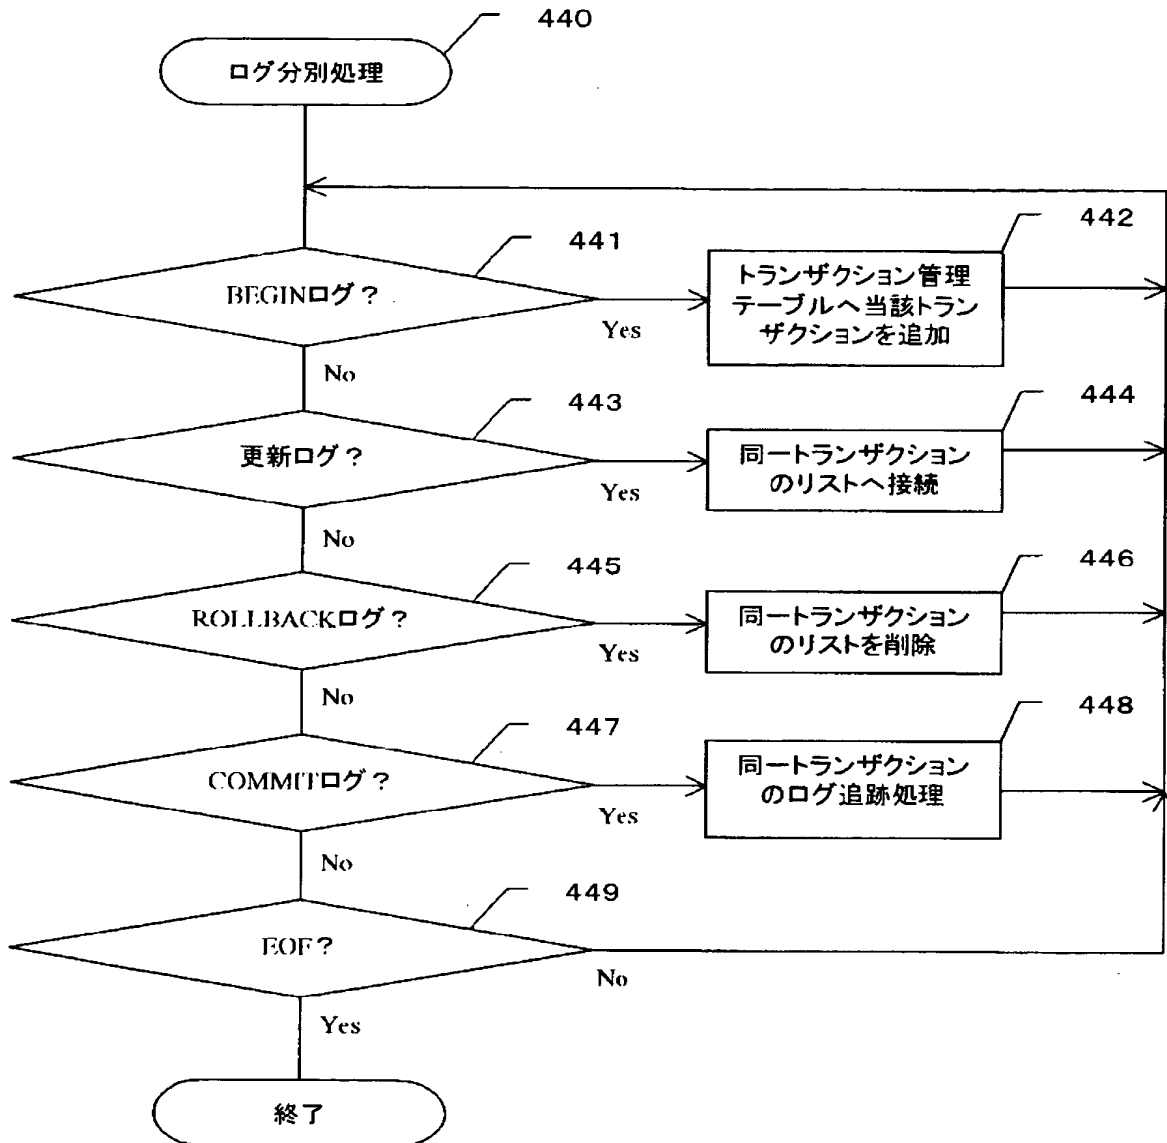 440
ログ分別処理
441
BEGINログ?
Yes
No
442
トランザクション管理
テーブルへ当該トラン
ザクションを追加
443
更新ログ?
Yes
No
444
同一トランザクション
のリストへ接続
445
ROLLBACKログ?
Yes
No
446
同一トランザクション
のリストを削除
447
COMMITログ?
Yes
No
448
同一トランザクション
のログ追跡処理
449
EOF?
No
Yes
終了